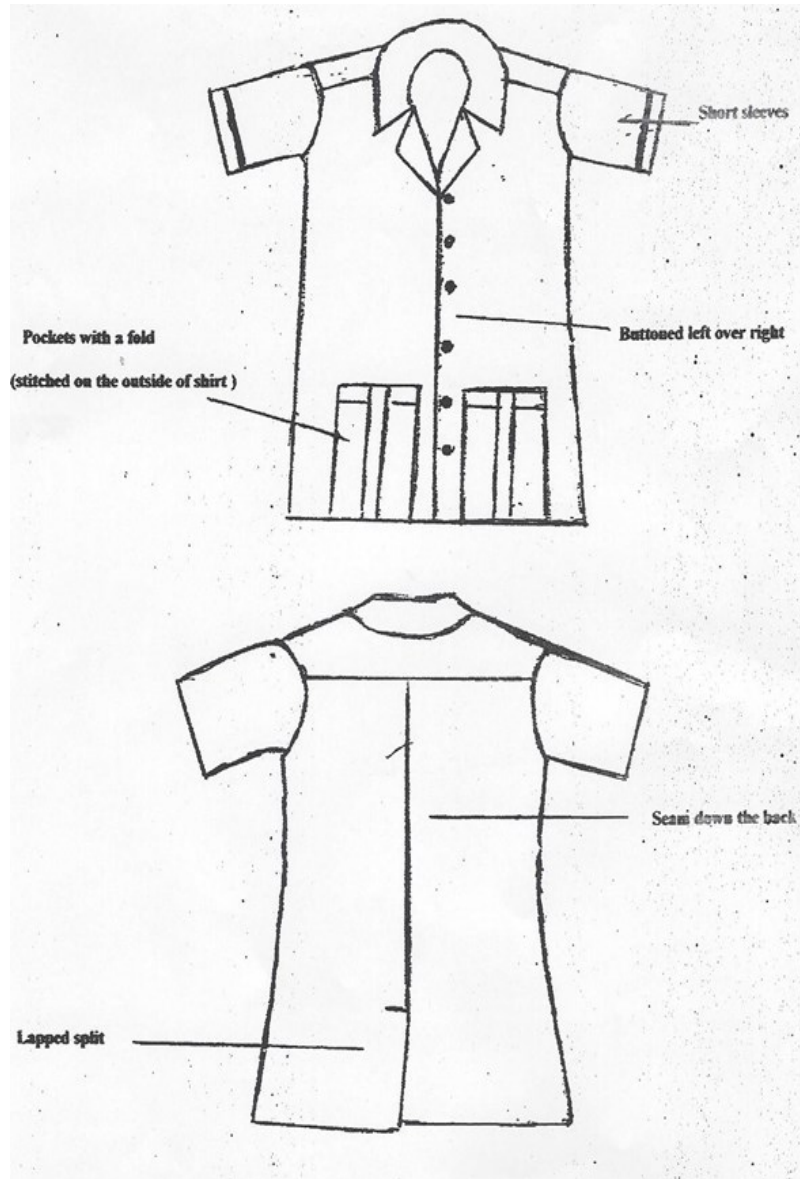 Short sleeves
Buttoned left over right
Pockets with a fold
(stitched on the outside of shirt )
Seam down the back
Lapped split